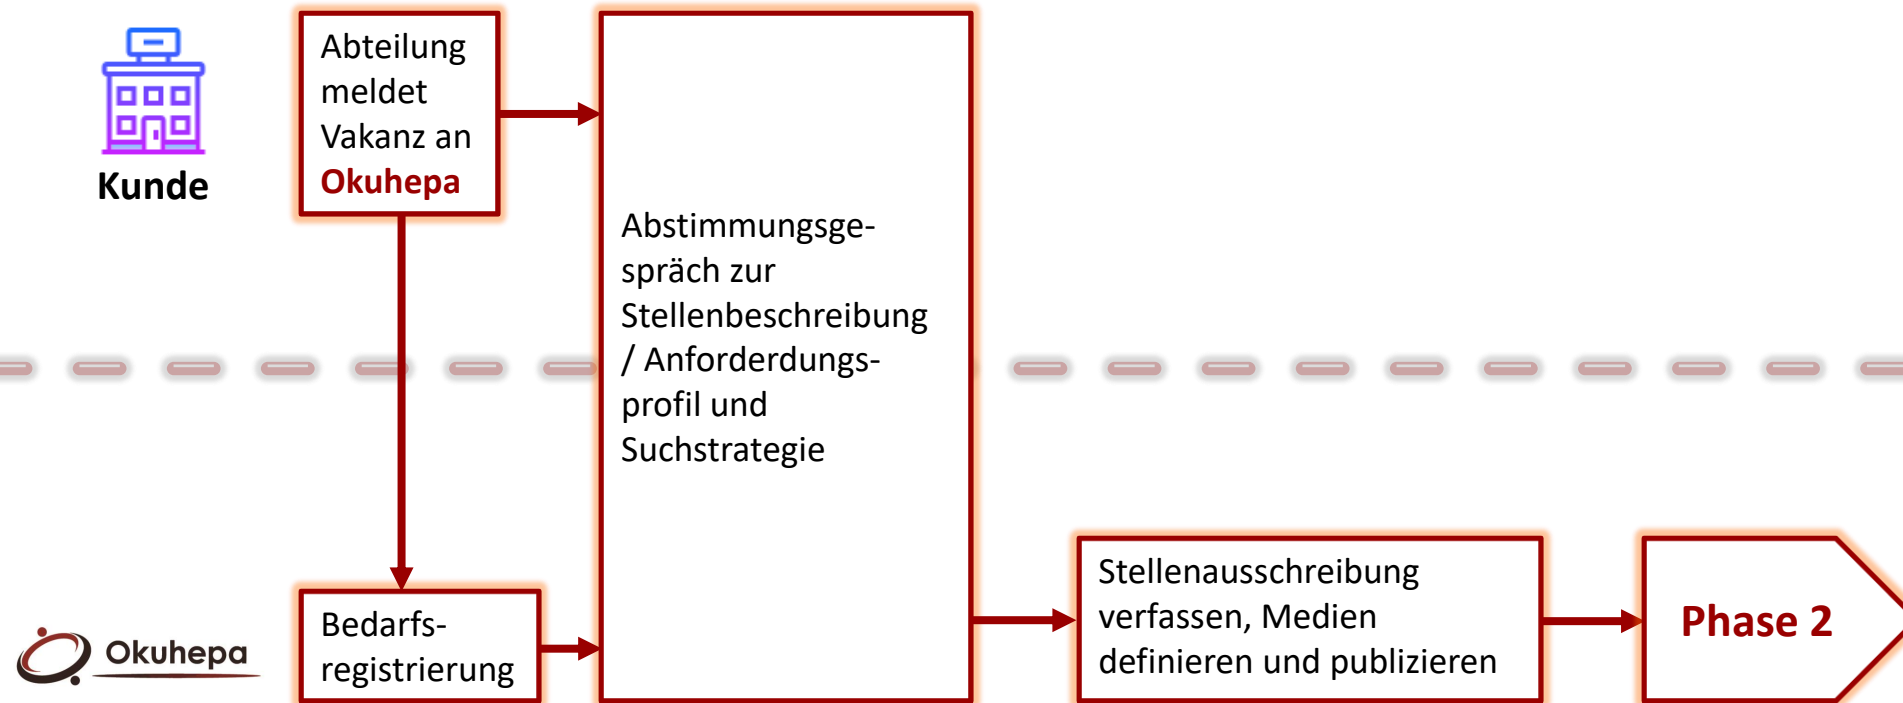 Kunde
Abteilung
meldet
Vakanz an
Okuhepa
Abstimmungsge-
spräch zur
Stellenbeschreibung
/ Anforderdungs-
profil und
Suchstrategie
Okuhepa
Bedarfs-
registrierung
Stellenausschreibung
verfassen, Medien
definieren und publizieren
Phase 2